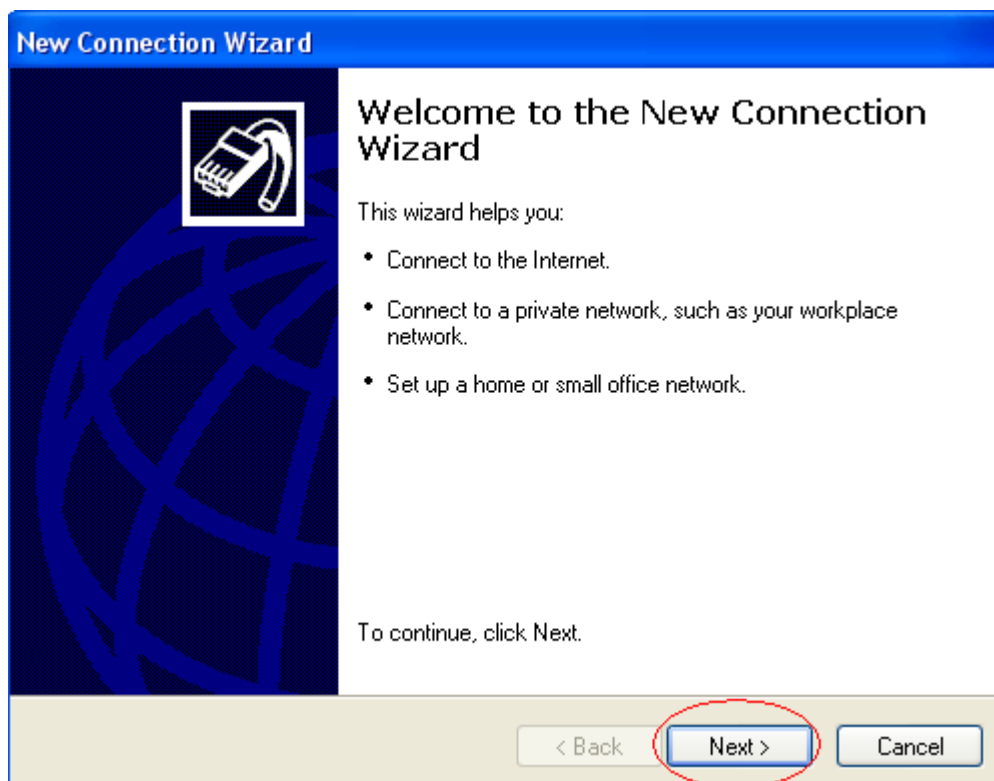 New Connection Wizard
Welcome to the New Connection
Wizard
This wizard helps you:
• Connect to the Internet.
• Connect to a private network, such as your workplace
network.
• Set up a home or small office network.
To continue, click Next.
< Back Next > Cancel